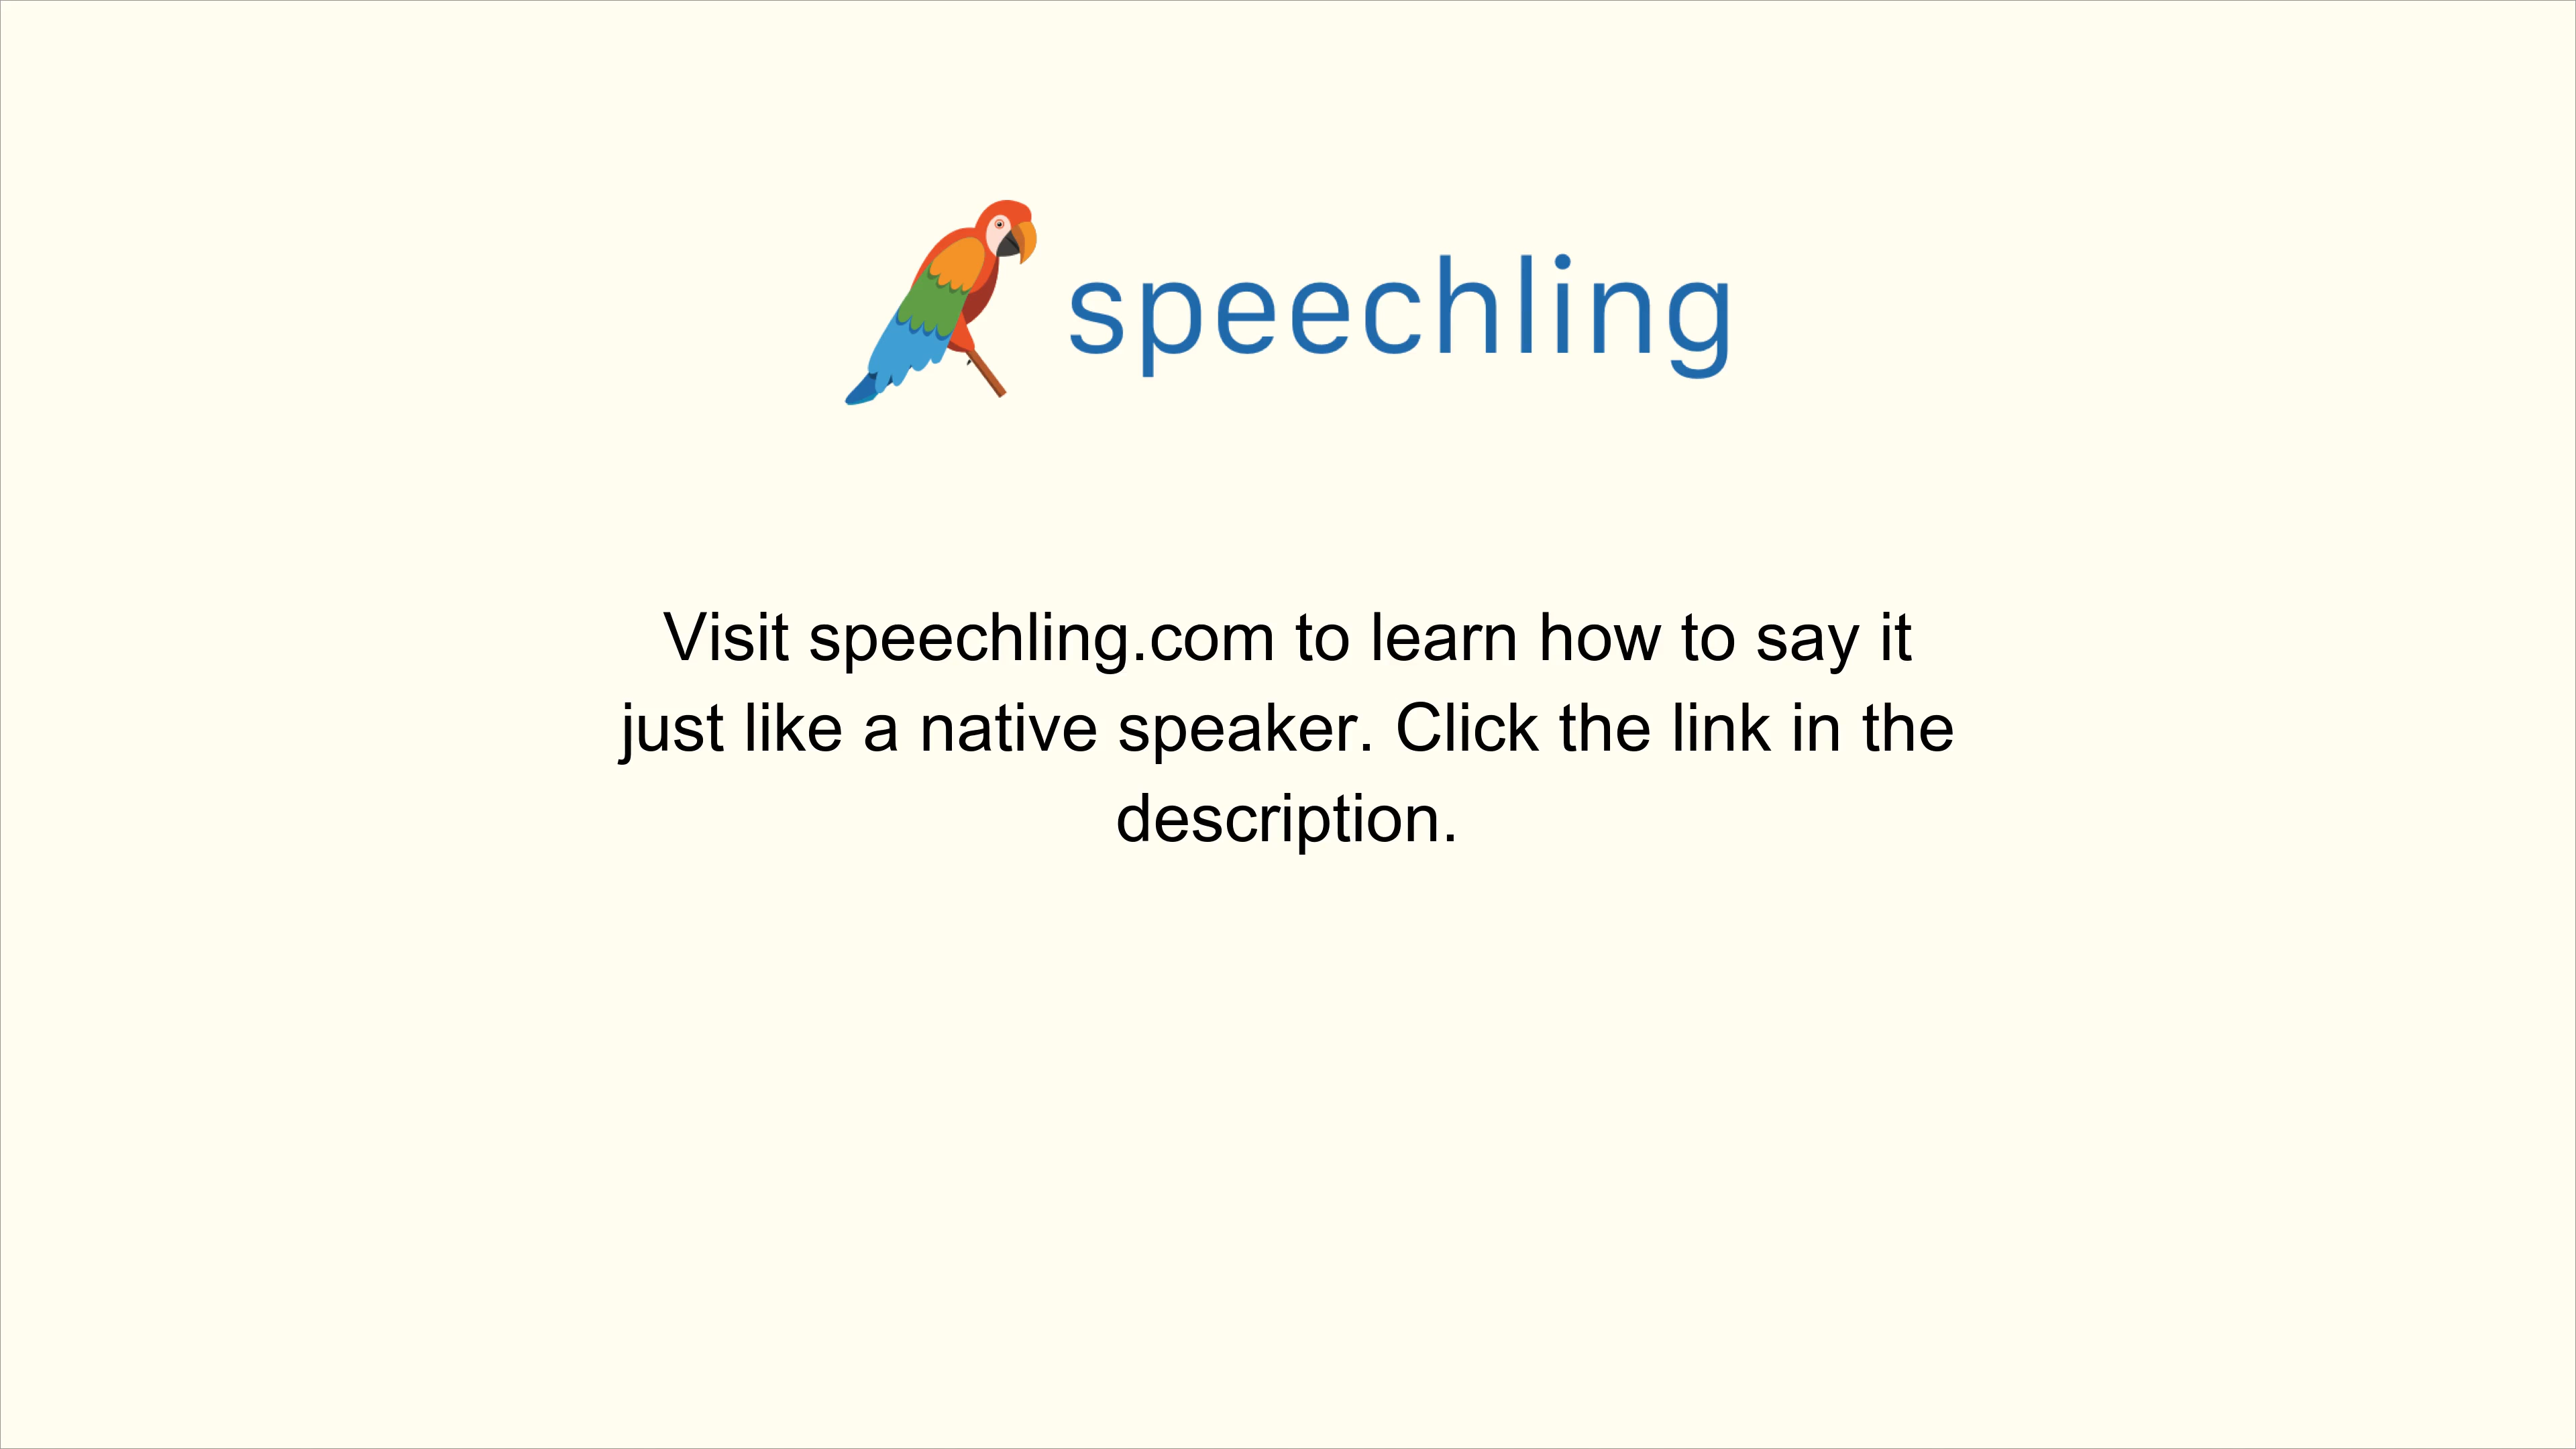 speechling
Visit speechling.com to learn how to say it
just like a native speaker. Click the link in the
description.